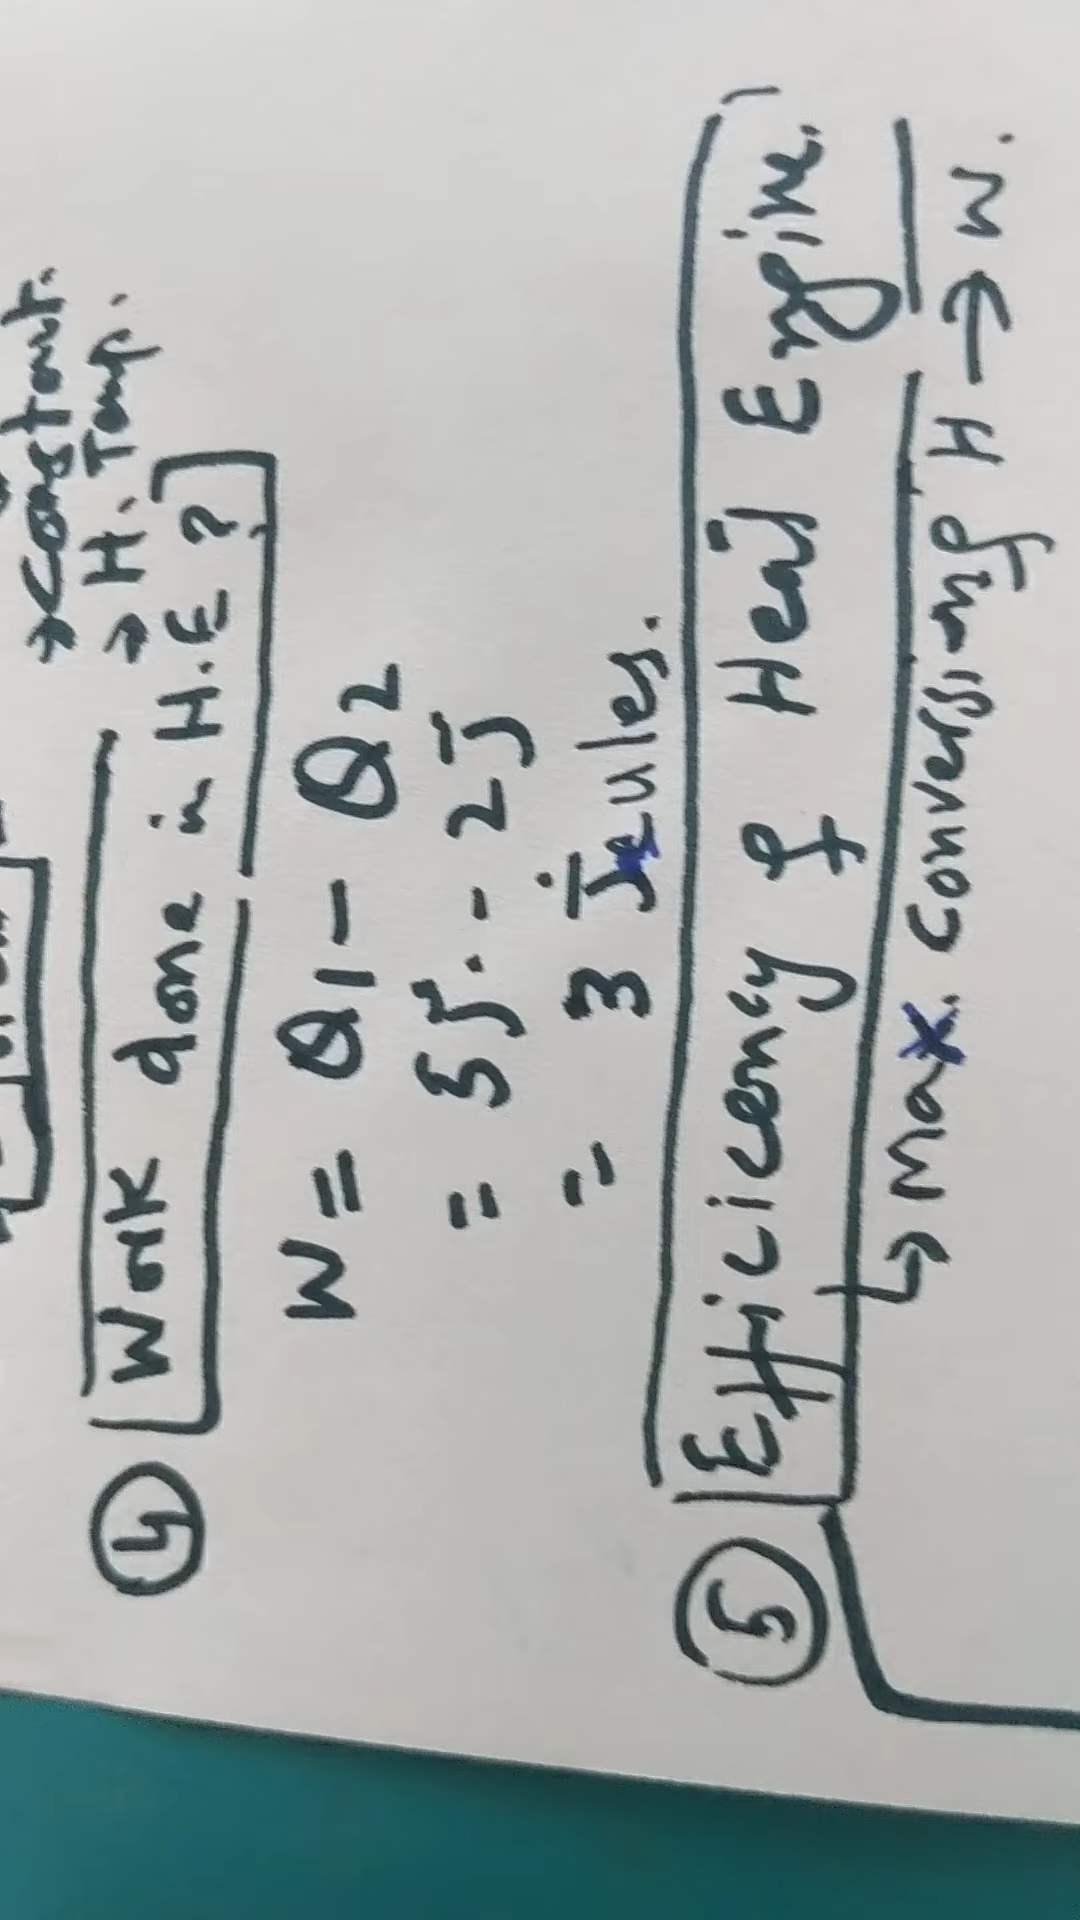 → Constant.
→ H. Temp.
④ Work done in H.E ?
W = Q1 - Q2
= 5J. - 2J
= 3 Joules.
⑤ Efficicency of Heat Engine.
↳ Max. conversion of H → W.